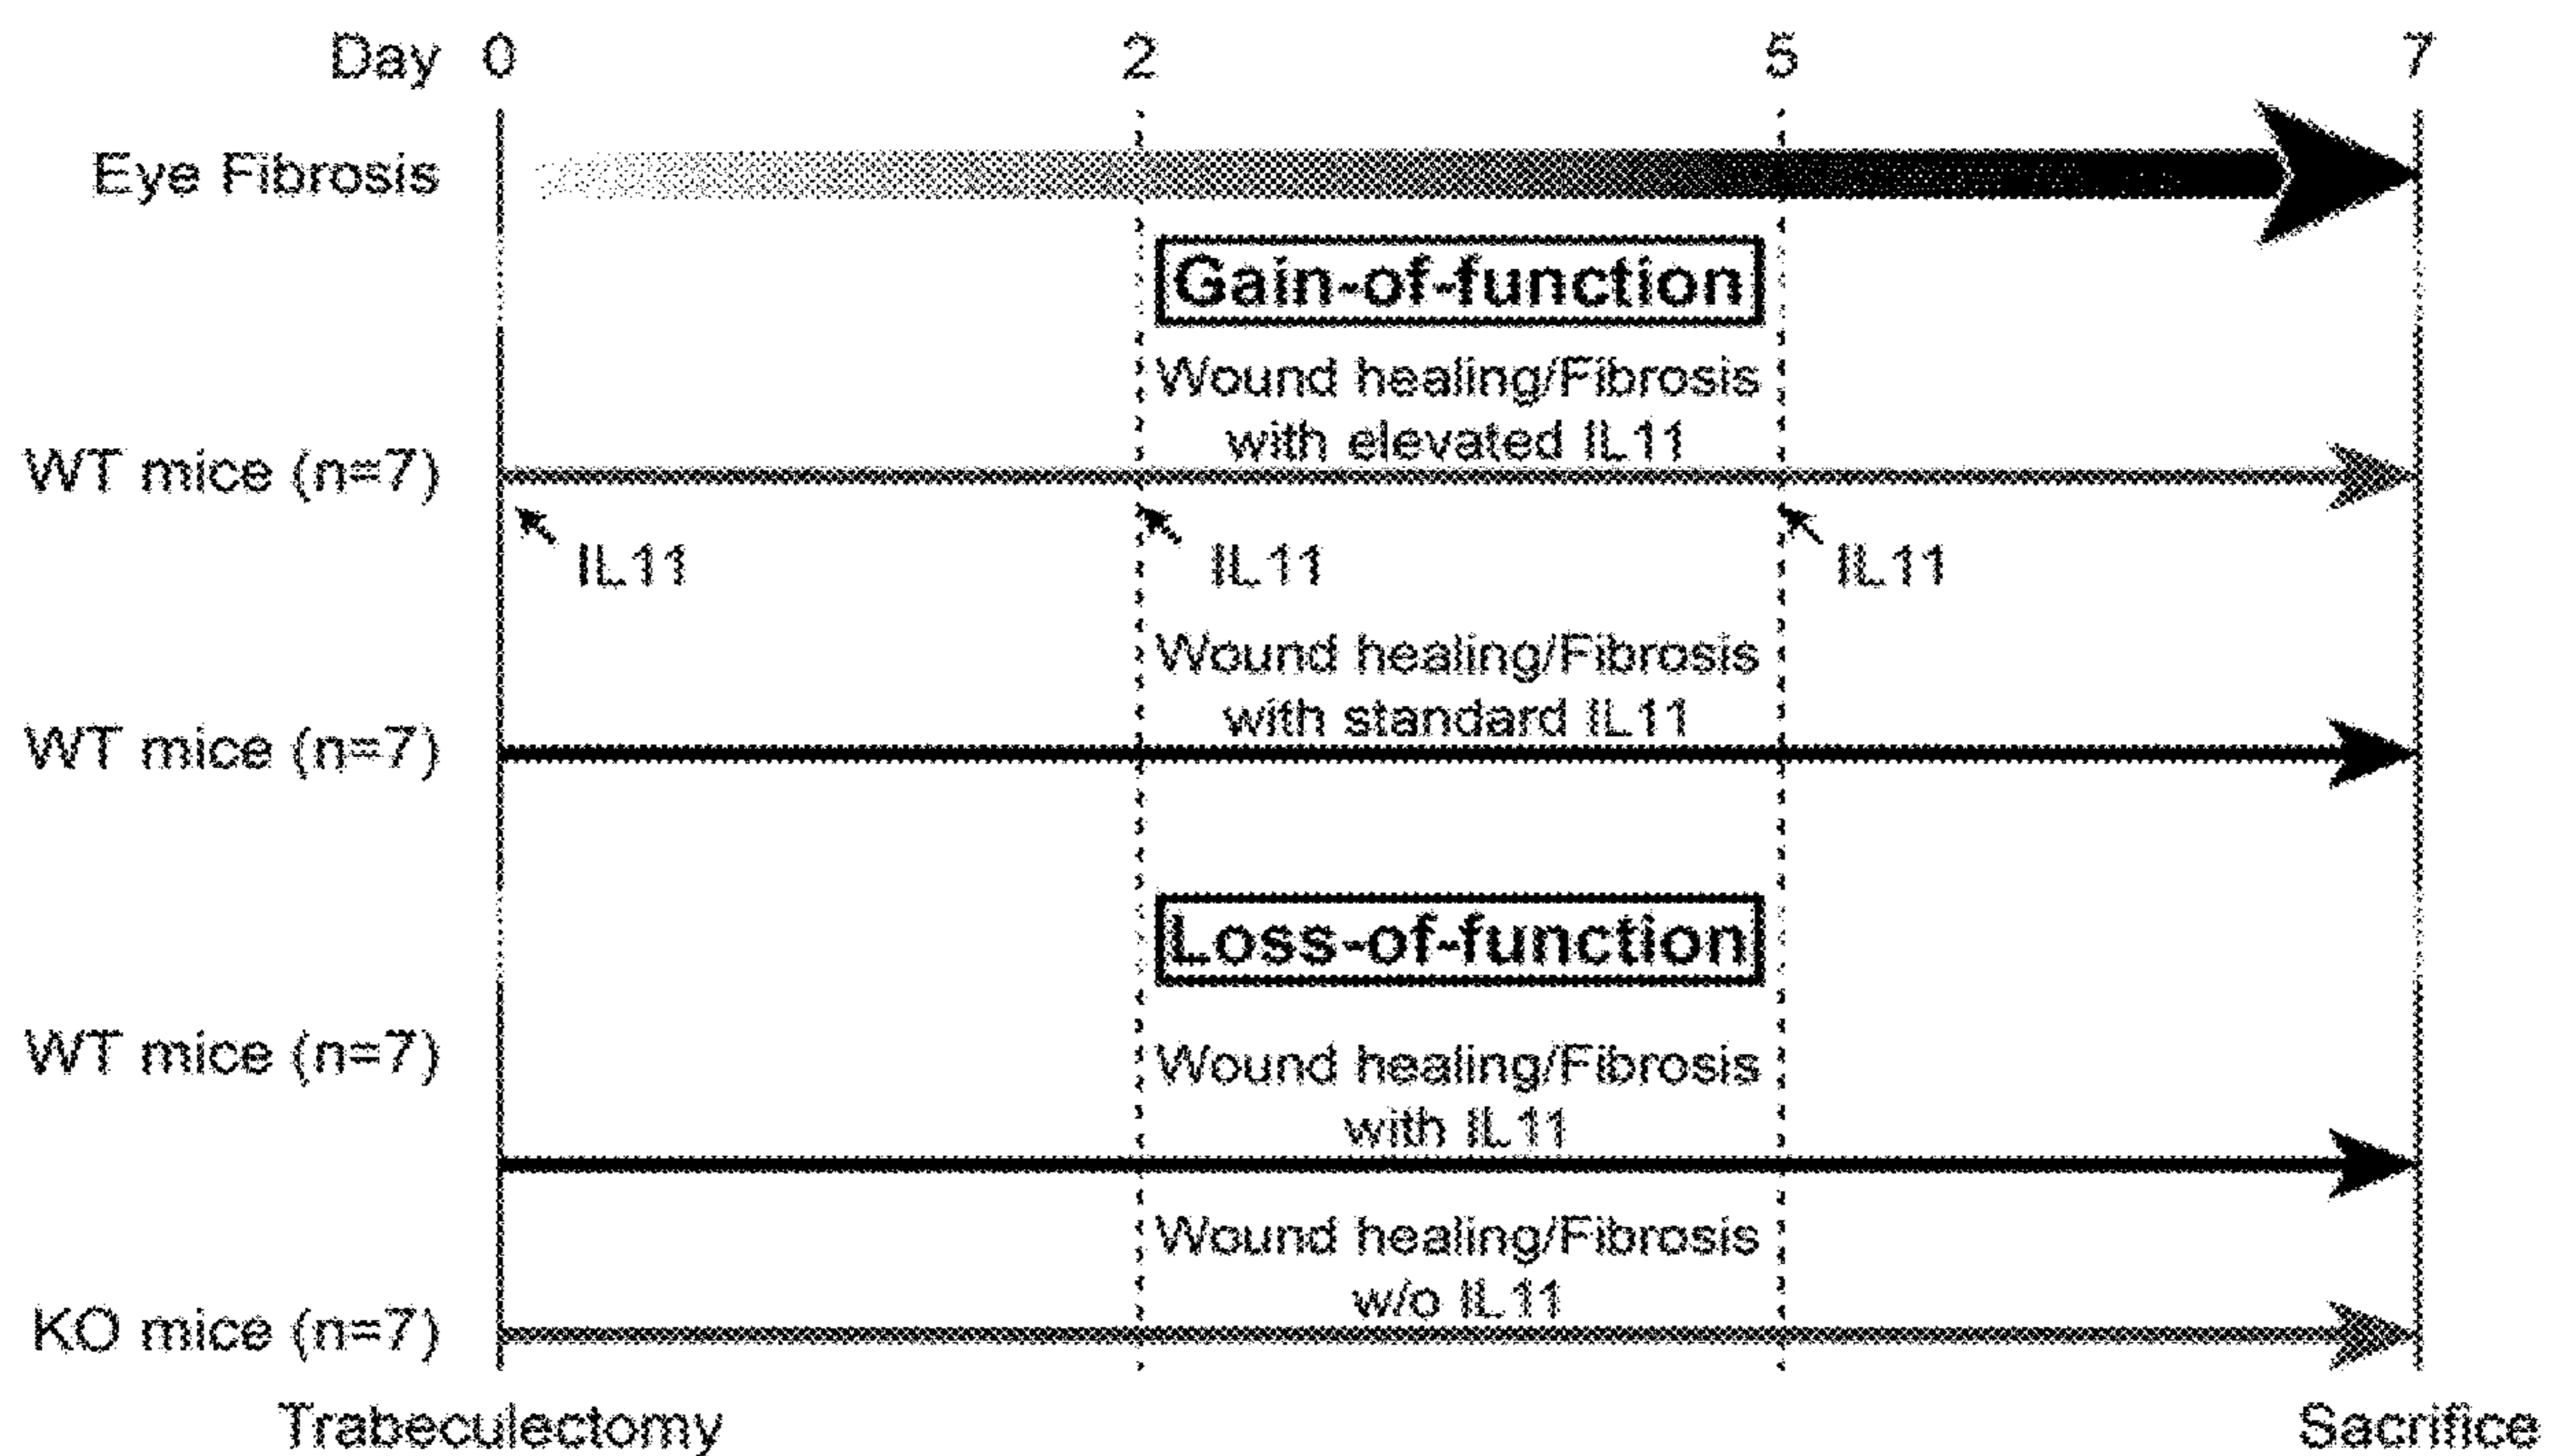 Day 0 2 5 7
Eye Fibrosis
Gain-of-function
Wound healing/Fibrosis
with elevated IL11
WT mice (n=7)
IL11 IL11 IL11
Wound healing/Fibrosis
with standard IL11
WT mice (n=7)
Loss-of-function
WT mice (n=7)
Wound healing/Fibrosis
with IL11
Wound healing/Fibrosis
w/o IL11
KO mice (n=7)
Trabeculectomy Sacrifice